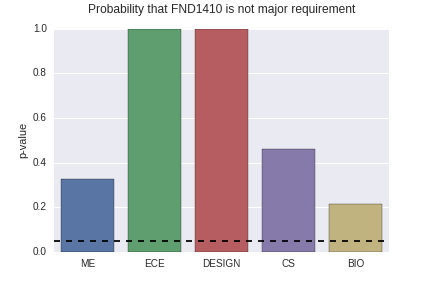 Probability that FND1410 is not major requirement
1.0
0.8
0.6
0.4
0.2
0.0
p-value
ME ECE DESIGN CS BIO